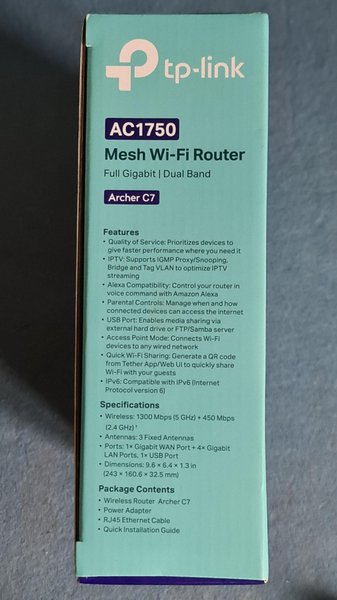 tp-link
AC1750
Mesh Wi-Fi Router
Full Gigabit | Dual Band
Archer C7
Features
• Quality of Service: Prioritizes devices to
give faster performance where you need it
• IPTV: Supports IGMP Proxy/Snooping,
Bridge and Tag VLAN to optimize IPTV
streaming
• Alexa Compatibility: Control your router in
voice command with Amazon Alexa
• Parental Controls: Manage when and how
connected devices can access the internet
• USB Port: Enables media sharing via
external hard drive or FTP/Samba server
• Access Point Mode: Connects Wi-Fi
devices to any wired network
• Quick Wi-Fi Sharing: Generate a QR code
from Tether App/Web UI to quickly share
Wi-Fi with your guests
• IPv6: Compatible with IPv6 (Internet
Protocol version 6)
Specifications
• Wireless: 1300 Mbps (5 GHz) + 450 Mbps
(2.4 GHz) †
• Antennas: 3 Fixed Antennas
• Ports: 1× Gigabit WAN Port + 4× Gigabit
LAN Ports, 1× USB Port
• Dimensions: 9.6 × 6.4 × 1.3 in
(243 × 160.6 × 32.5 mm)
Package Contents
• Wireless Router Archer C7
• Power Adapter
• RJ45 Ethernet Cable
• Quick Installation Guide